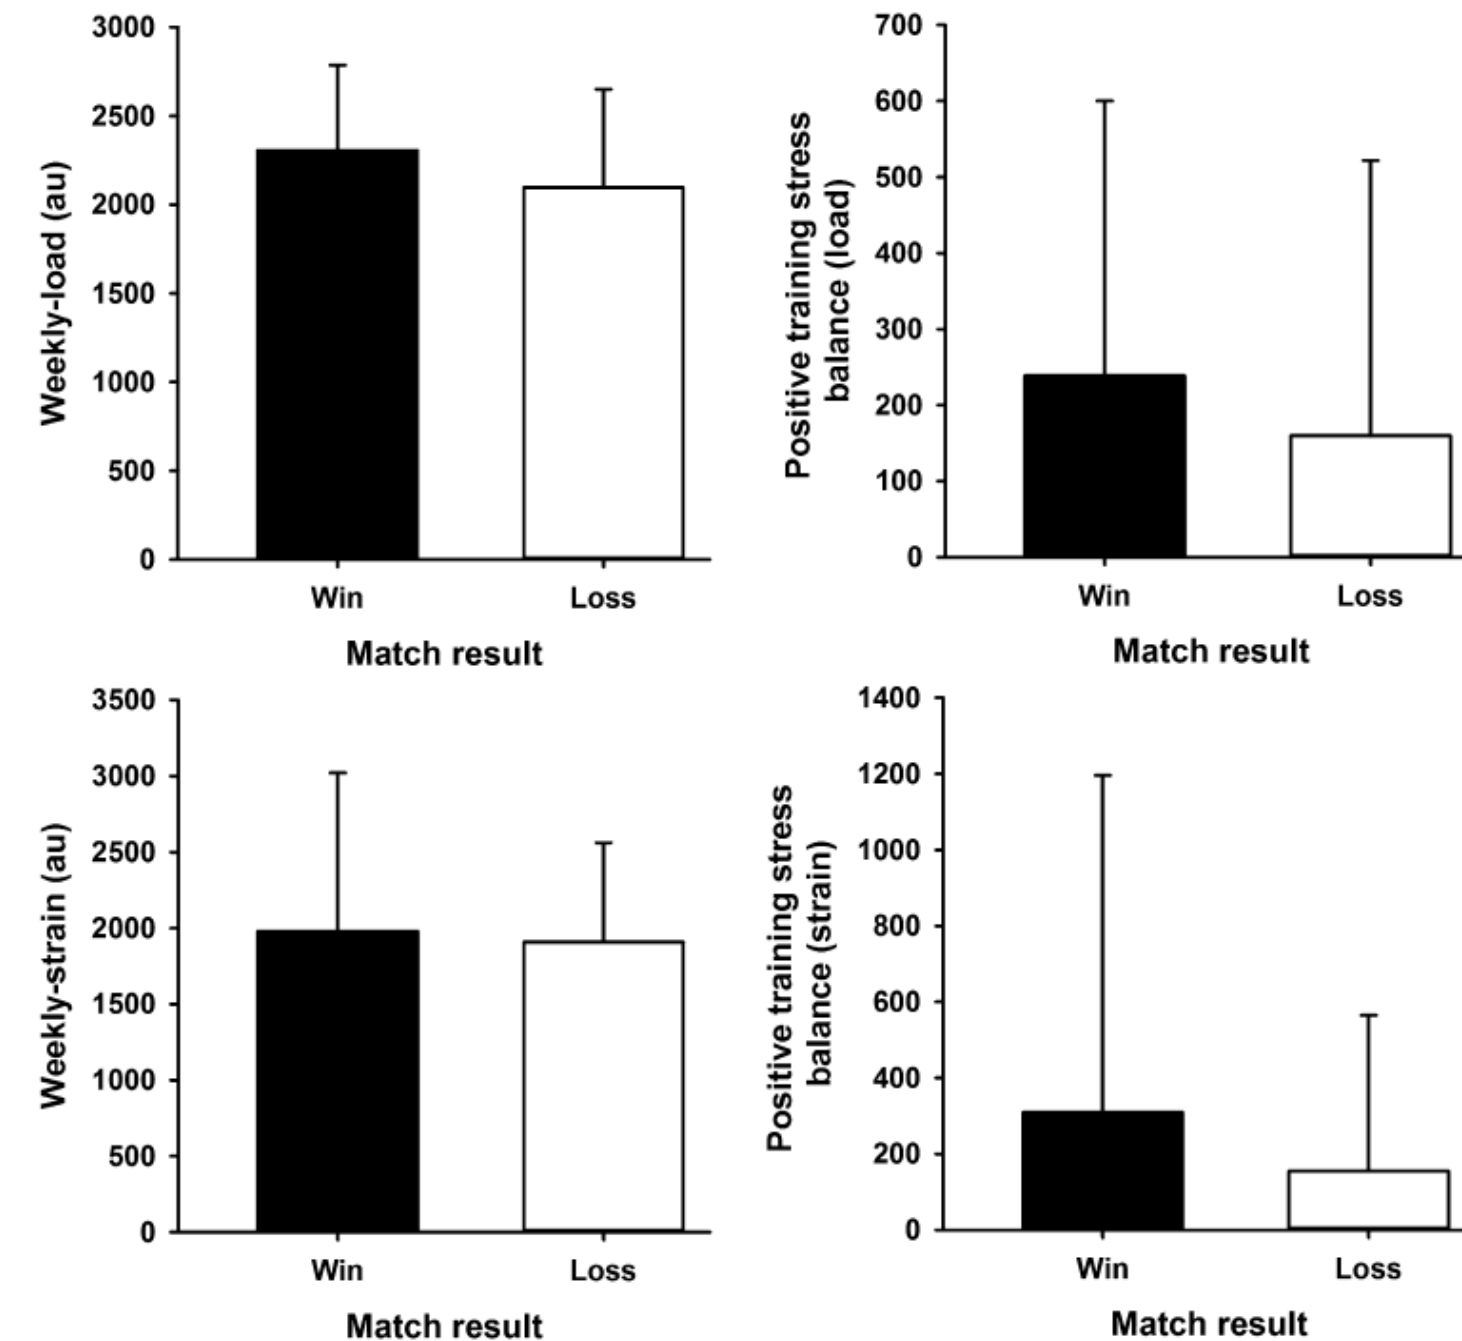 Weekly-load (au)
3000
2500
2000
1500
1000
500
0
Win Loss
Match result
Positive training stress
balance (load)
700
600
500
400
300
200
100
0
Win Loss
Match result
Weekly-strain (au)
3500
3000
2500
2000
1500
1000
500
0
Win Loss
Match result
Positive training stress
balance (strain)
1400
1200
1000
800
600
400
200
0
Win Loss
Match result